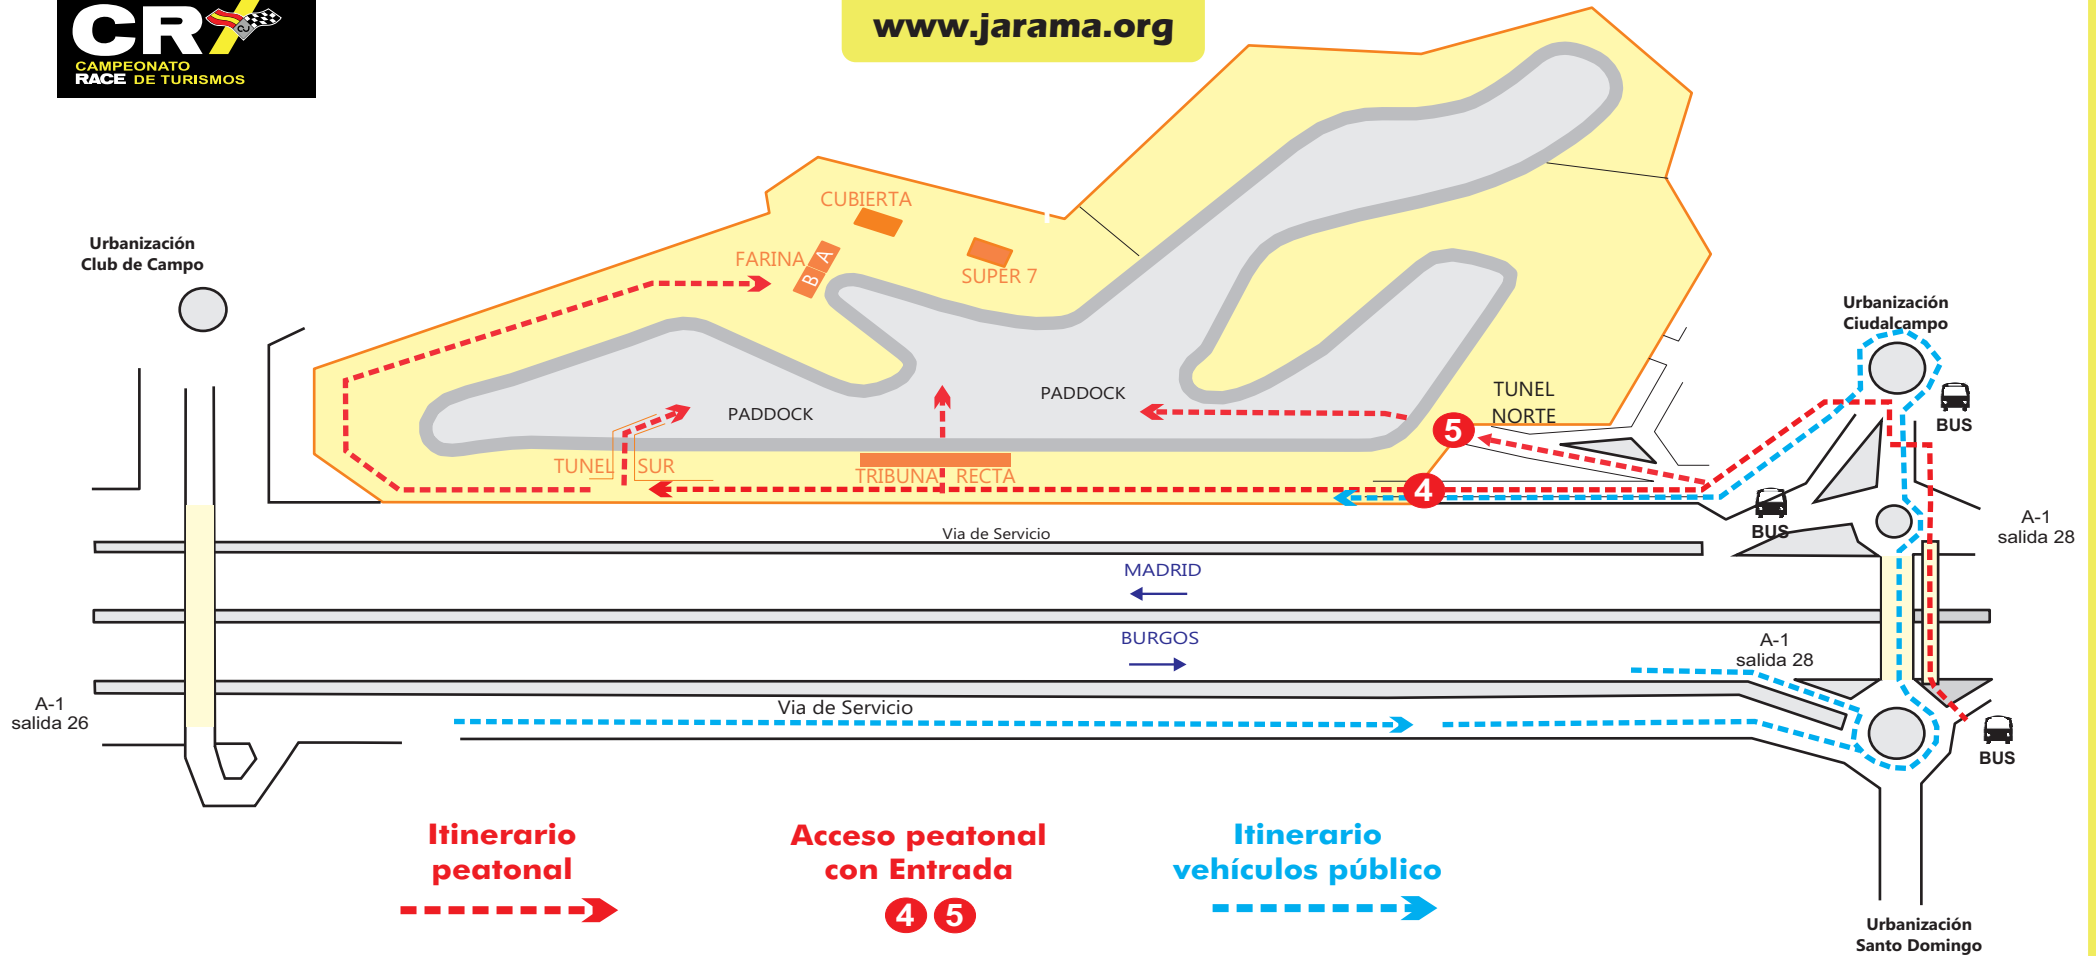 CR
CAMPEONATO
RACE DE TURISMOS
www.jarama.org
CUBIERTA
FARINA
A
B
SUPER 7
Urbanización
Club de Campo
Urbanización
Ciudalcampo
PADDOCK
PADDOCK
TUNEL
NORTE
BUS
5
TUNEL SUR
TRIBUNA RECTA
4
BUS
Via de Servicio
A-1
salida 28
MADRID
BURGOS
A-1
salida 28
A-1
salida 26
Via de Servicio
BUS
Itinerario
peatonal
Acceso peatonal
con Entrada
4 5
Itinerario
vehículos público
Urbanización
Santo Domingo